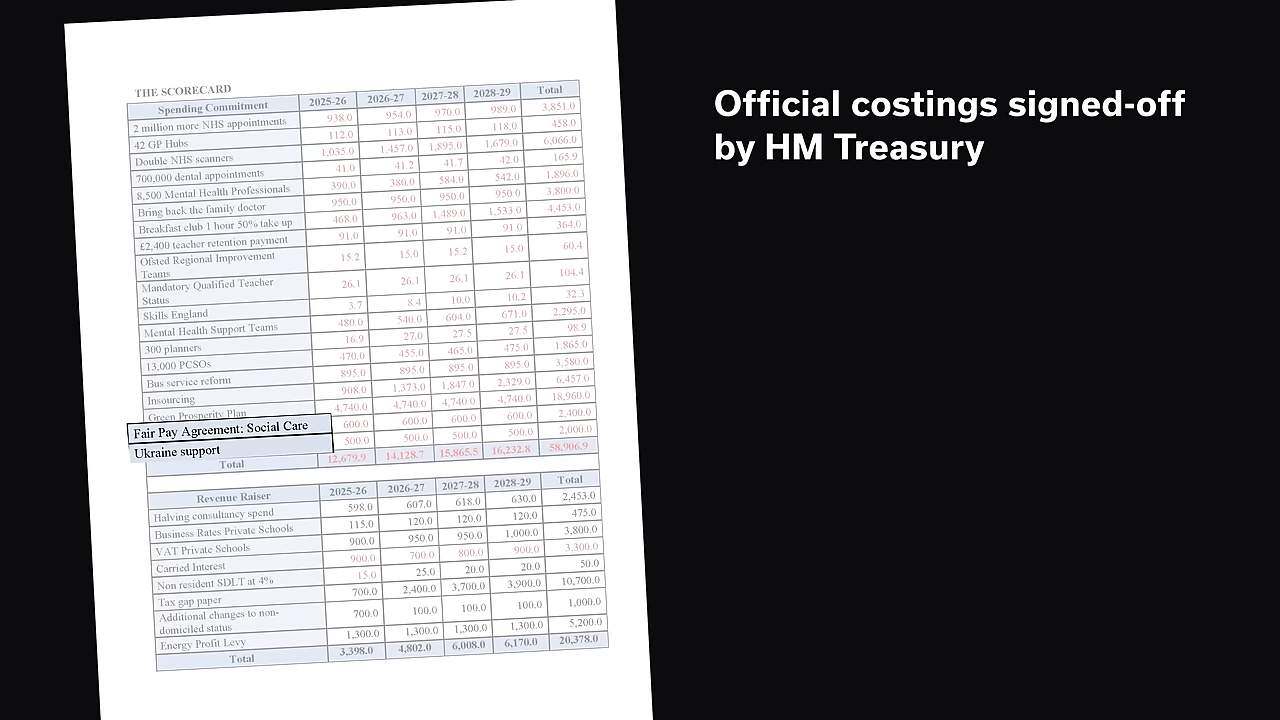 THE SCORECARD
Spending Commitment 2025-26 2026-27 2027-28 2028-29 Total
2 million more NHS appointments 938.0 954.0 970.0 989.0 3,851.0
42 GP Hubs 112.0 113.0 115.0 118.0 458.0
Double NHS scanners 1,035.0 1,457.0 1,895.0 1,679.0 6,066.0
700,000 dental appointments 41.0 41.2 41.7 42.0 165.9
8,500 Mental Health Professionals 390.0 380.0 584.0 542.0 1,896.0
Bring back the family doctor 950.0 950.0 950.0 950.0 3,800.0
Breakfast club 1 hour 50% take up 468.0 963.0 1,489.0 1,533.0 4,453.0
£2,400 teacher retention payment 91.0 91.0 91.0 91.0 364.0
Ofsted Regional Improvement
Teams 15.2 15.0 15.2 15.0 60.4
Mandatory Qualified Teacher
Status 26.1 26.1 26.1 26.1 104.4
Skills England 3.7 8.4 10.0 10.2 32.3
Mental Health Support Teams 480.0 540.0 604.0 671.0 2,295.0
300 planners 16.9 27.0 27.5 27.5 98.9
13,000 PCSOs 470.0 455.0 465.0 475.0 1,865.0
Bus service reform 895.0 895.0 895.0 895.0 3,580.0
Insourcing 908.0 1,373.0 1,847.0 2,329.0 6,457.0
Green Prosperity Plan 4,740.0 4,740.0 4,740.0 4,740.0 18,960.0
Fair Pay Agreement: Social Care 600.0 600.0 600.0 600.0 2,400.0
Ukraine support 500.0 500.0 500.0 500.0 2,000.0
Total 12,679.9 14,128.7 15,865.5 16,232.8 58,906.9
Revenue Raiser 2025-26 2026-27 2027-28 2028-29 Total
Halving consultancy spend 598.0 607.0 618.0 630.0 2,453.0
Business Rates Private Schools 115.0 120.0 120.0 120.0 475.0
VAT Private Schools 900.0 950.0 950.0 1,000.0 3,800.0
Carried Interest 900.0 700.0 800.0 900.0 3,300.0
Non resident SDLT at 4% 15.0 25.0 20.0 20.0 50.0
Tax gap paper 700.0 2,400.0 3,700.0 3,900.0 10,700.0
Additional changes to non-
domiciled status 700.0 100.0 100.0 100.0 1,000.0
Energy Profit Levy 1,300.0 1,300.0 1,300.0 1,300.0 5,200.0
Total 3,398.0 4,802.0 6,008.0 6,170.0 20,378.0
Official costings signed-off
by HM Treasury